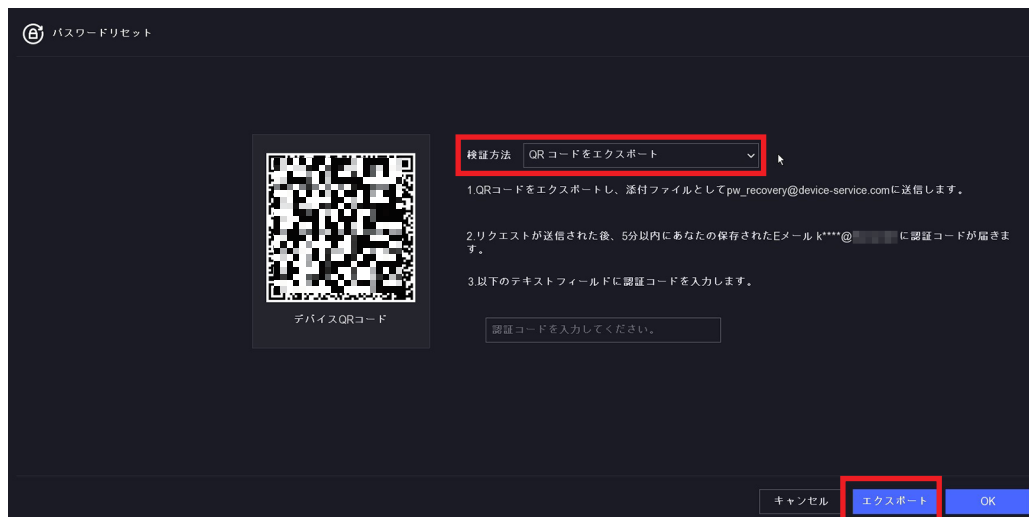 パスワードリセット
検証方法 QRコードをエクスポート
1.QRコードをエクスポートし、添付ファイルとしてpw_recovery@device-service.comに送信します。
2.リクエストが送信された後、5分以内にあなたの保存されたEメール k****@ に認証コードが届きま
す。
3.以下のテキストフィールドに認証コードを入力します。
デバイスQRコード
認証コードを入力してください。
キャンセル エクスポート OK